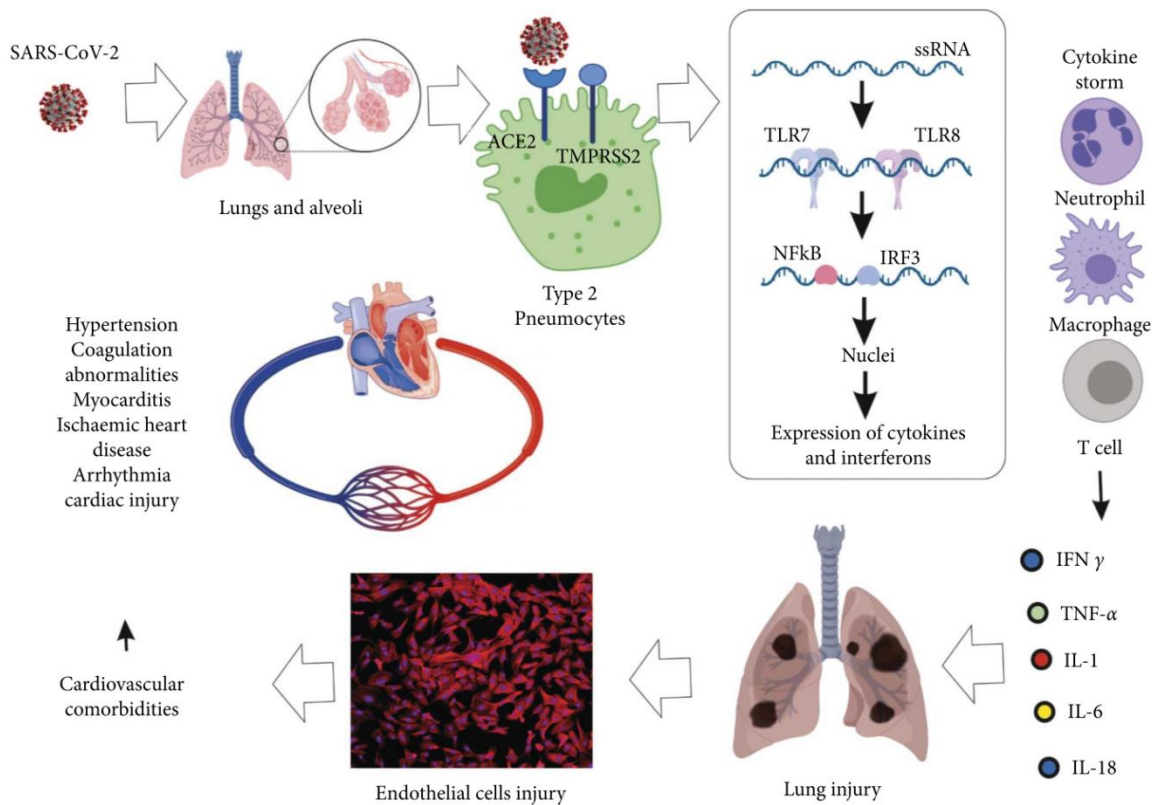 SARS-CoV-2
Lungs and alveoli
ACE2
TMPRSS2
Type 2
Pneumocytes
ssRNA
TLR7
TLR8
NFkB
IRF3
Nuclei
Expression of cytokines
and interferons
Cytokine
storm
Neutrophil
Macrophage
T cell
IFN γ
TNF-α
IL-1
IL-6
IL-18
Lung injury
Endothelial cells injury
Cardiovascular
comorbidities
Hypertension
Coagulation
abnormalities
Myocarditis
Ischaemic heart
disease
Arrhythmia
cardiac injury